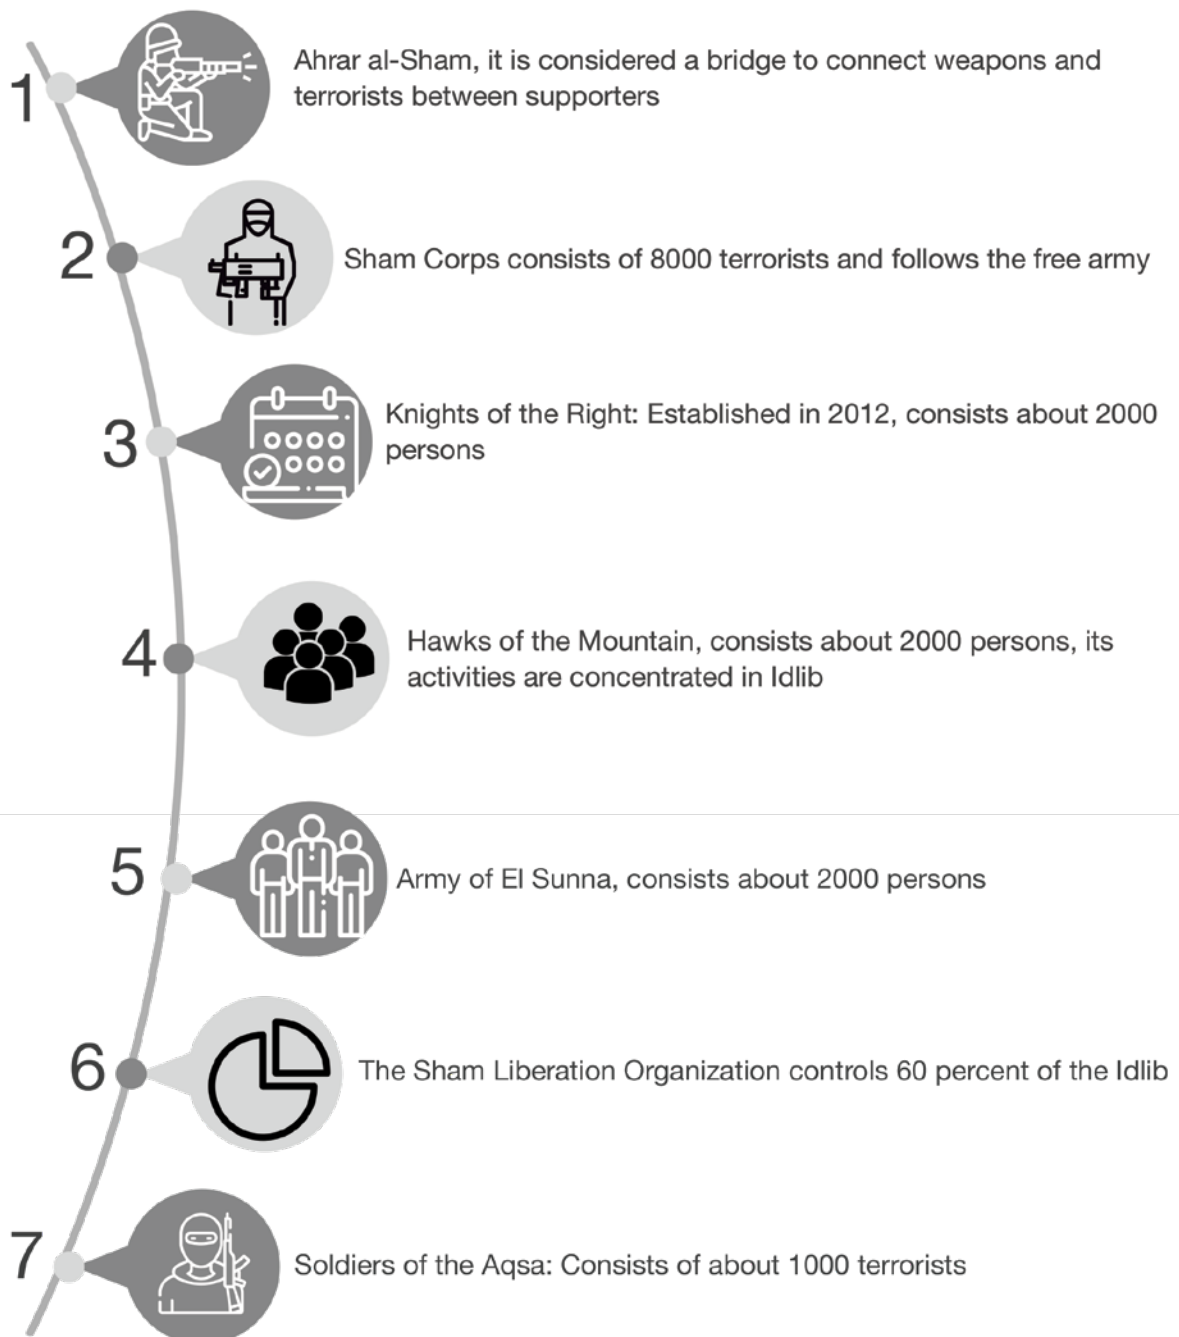 1
Ahrar al-Sham, it is considered a bridge to connect weapons and
terrorists between supporters
2
Sham Corps consists of 8000 terrorists and follows the free army
3
Knights of the Right: Established in 2012, consists about 2000
persons
4
Hawks of the Mountain, consists about 2000 persons, its
activities are concentrated in Idlib
5
Army of El Sunna, consists about 2000 persons
6
The Sham Liberation Organization controls 60 percent of the Idlib
7
Soldiers of the Aqsa: Consists of about 1000 terrorists